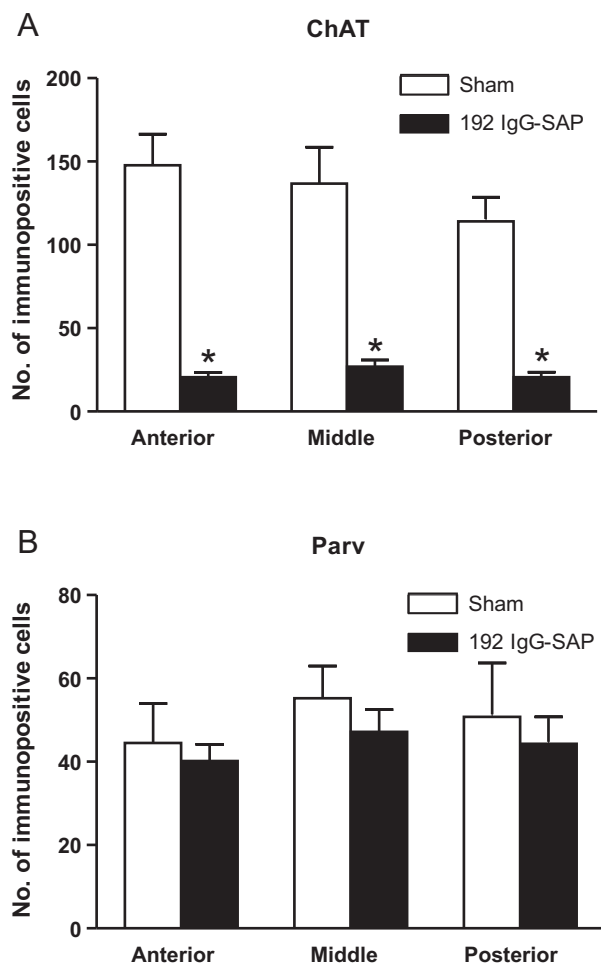 A
ChAT
No. of immunopositive cells
200
150
100
50
0
Sham
192 IgG-SAP
*
*
*
Anterior
Middle
Posterior
B
Parv
No. of immunopositive cells
80
60
40
20
0
Sham
192 IgG-SAP
Anterior
Middle
Posterior